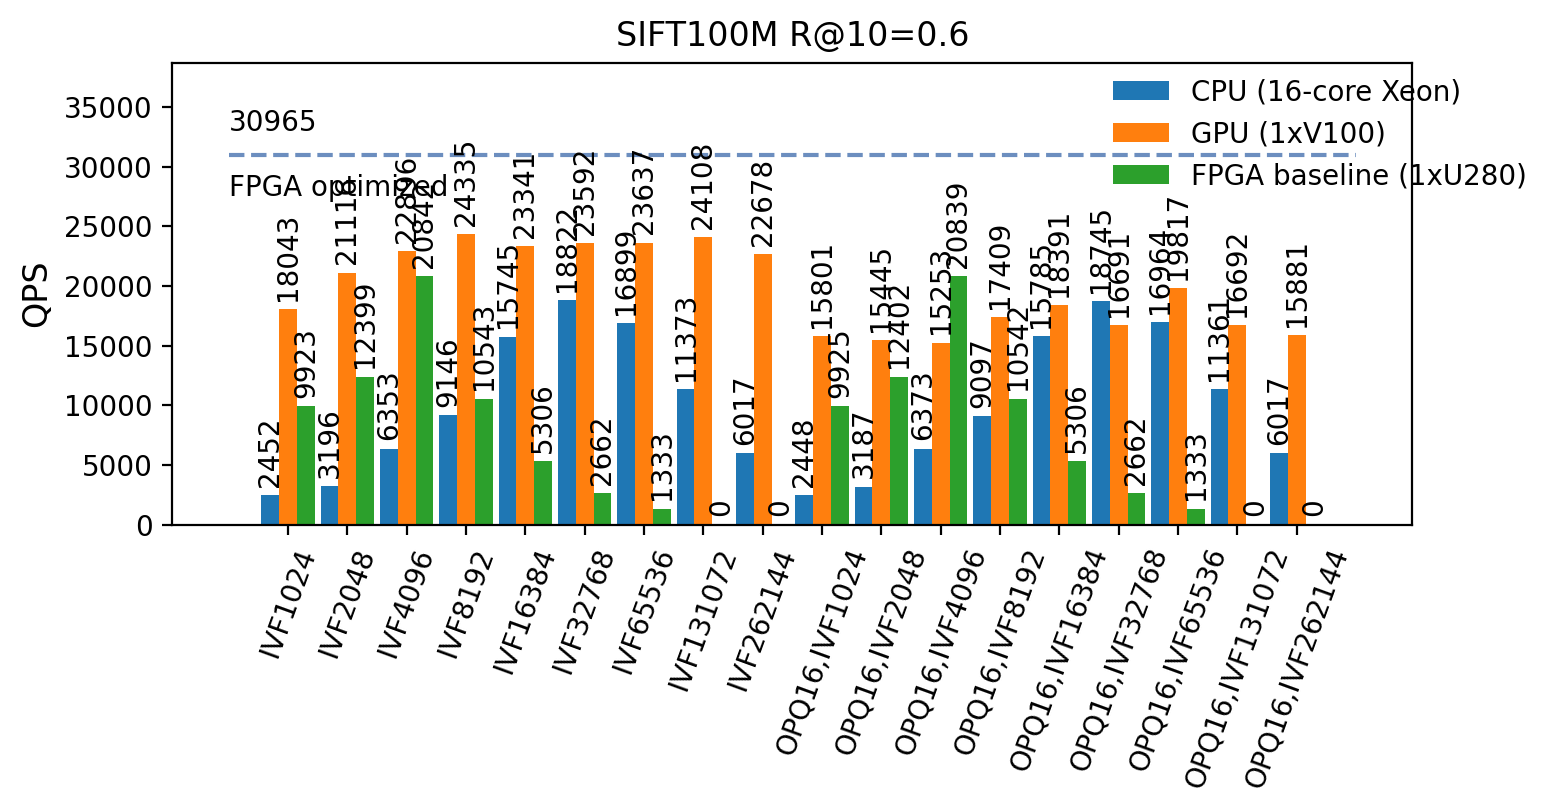 SIFT100M R@10=0.6
QPS
35000
30000
25000
20000
15000
10000
5000
0
30965
FPGA optimized
CPU (16-core Xeon)
GPU (1xV100)
FPGA baseline (1xU280)
2452
18043
9923
3196
21118
12399
6353
22896
20842
9146
24335
10543
15745
23341
5306
18822
23592
2662
16899
23637
1333
11373
24108
0
6017
22678
0
2448
15801
9925
3187
15445
12402
6373
15253
20839
9097
17409
10542
15785
18391
5306
18745
16691
2662
16964
19817
1333
11361
16692
0
6017
15881
0
IVF1024
IVF2048
IVF4096
IVF8192
IVF16384
IVF32768
IVF65536
IVF131072
IVF262144
OPQ16,IVF1024
OPQ16,IVF2048
OPQ16,IVF4096
OPQ16,IVF8192
OPQ16,IVF16384
OPQ16,IVF32768
OPQ16,IVF65536
OPQ16,IVF131072
OPQ16,IVF262144